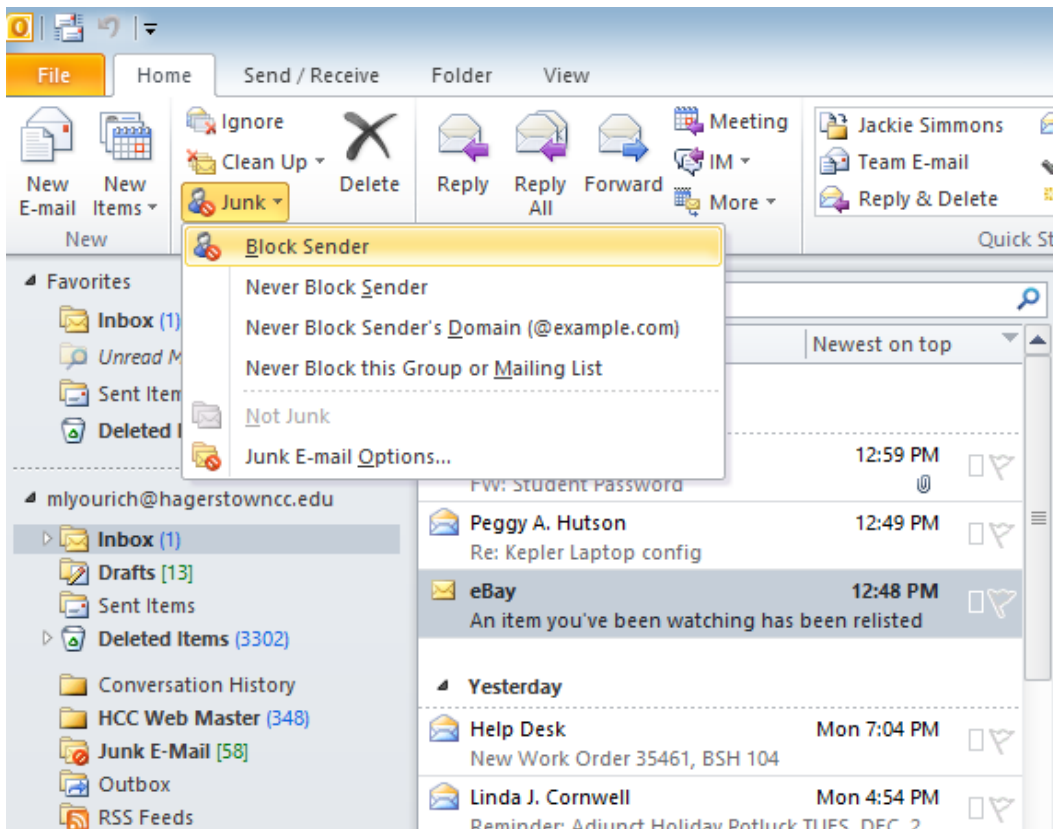 File Home Send / Receive Folder View
New E-mail
New Items
Ignore
Clean Up
Junk
Delete
Reply
Reply All
Forward
Meeting
IM
More
Jackie Simmons
Team E-mail
Reply & Delete
New
Quick St
Block Sender
Never Block Sender
Never Block Sender's Domain (@example.com)
Never Block this Group or Mailing List
Not Junk
Junk E-mail Options...
Favorites
Inbox (1)
Unread M
Sent Item
Deleted I
mlyourich@hagerstowncc.edu
Inbox (1)
Drafts [13]
Sent Items
Deleted Items (3302)
Conversation History
HCC Web Master (348)
Junk E-Mail [58]
Outbox
RSS Feeds
Newest on top
12:59 PM
FW: Student Password
Peggy A. Hutson 12:49 PM
Re: Kepler Laptop config
eBay 12:48 PM
An item you've been watching has been relisted
Yesterday
Help Desk Mon 7:04 PM
New Work Order 35461, BSH 104
Linda J. Cornwell Mon 4:54 PM
Reminder: Adjunct Holiday Potluck TUES, DEC. 2